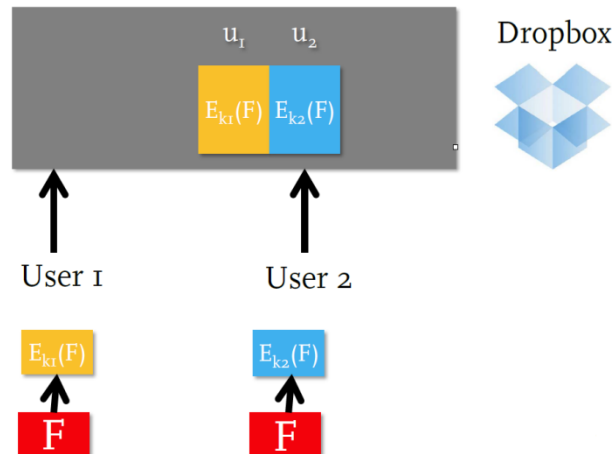 u₁ u₂ Dropbox
Eₖ₁(F) Eₖ₂(F)
User 1 User 2
Eₖ₁(F) Eₖ₂(F)
F F